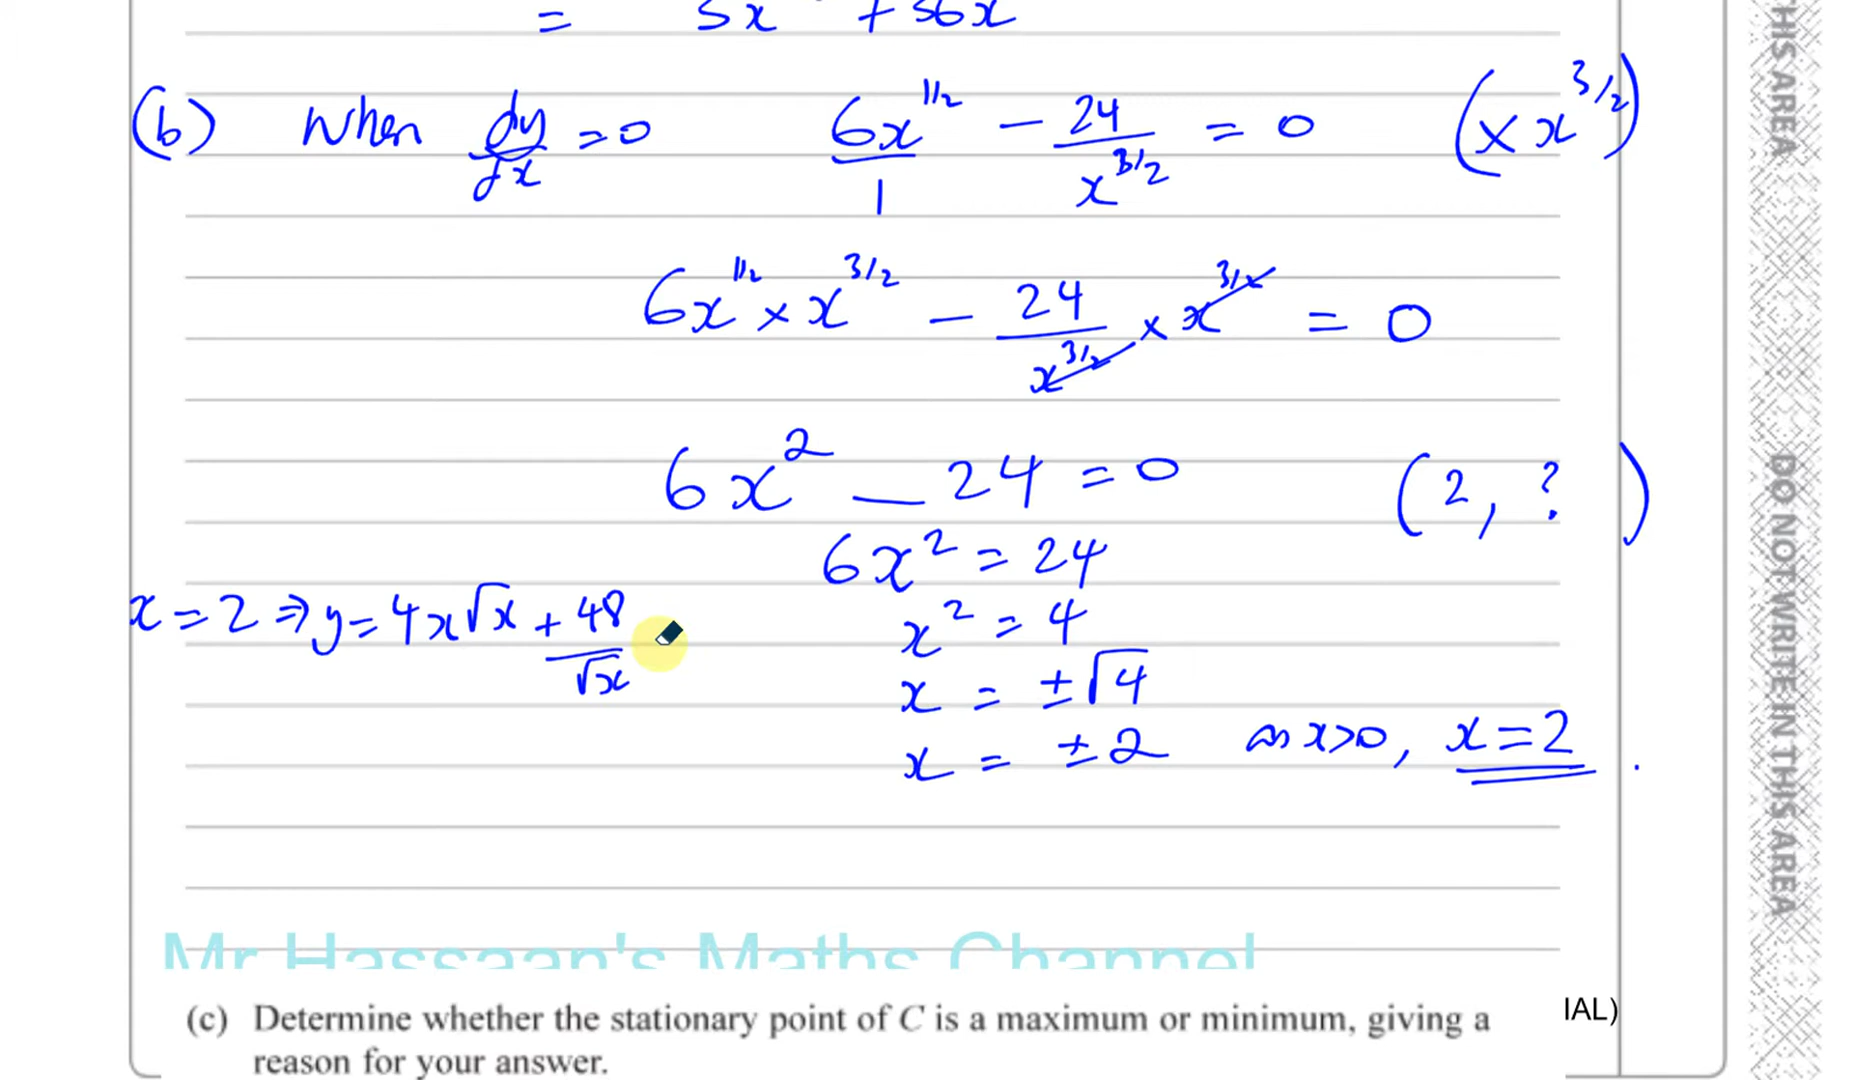 = 3x + 36x
(b) When dy/dx = 0 6x^1/2 / 1 - 24/x^3/2 = 0 (× x^3/2)
6x^1/2 × x^3/2 - 24/x^3/2 × x^3/2 = 0
6x^2 - 24 = 0 (2, ?)
6x^2 = 24
x = 2 ⇒ y = 4x√x + 48/√x
x^2 = 4
x = ±√4
x = ±2 as x>0, x = 2.
Mr Hassaan's Maths Channel
(c) Determine whether the stationary point of C is a maximum or minimum, giving a
reason for your answer.
IAL)
THIS AREA
DO NOT WRITE IN THIS AREA